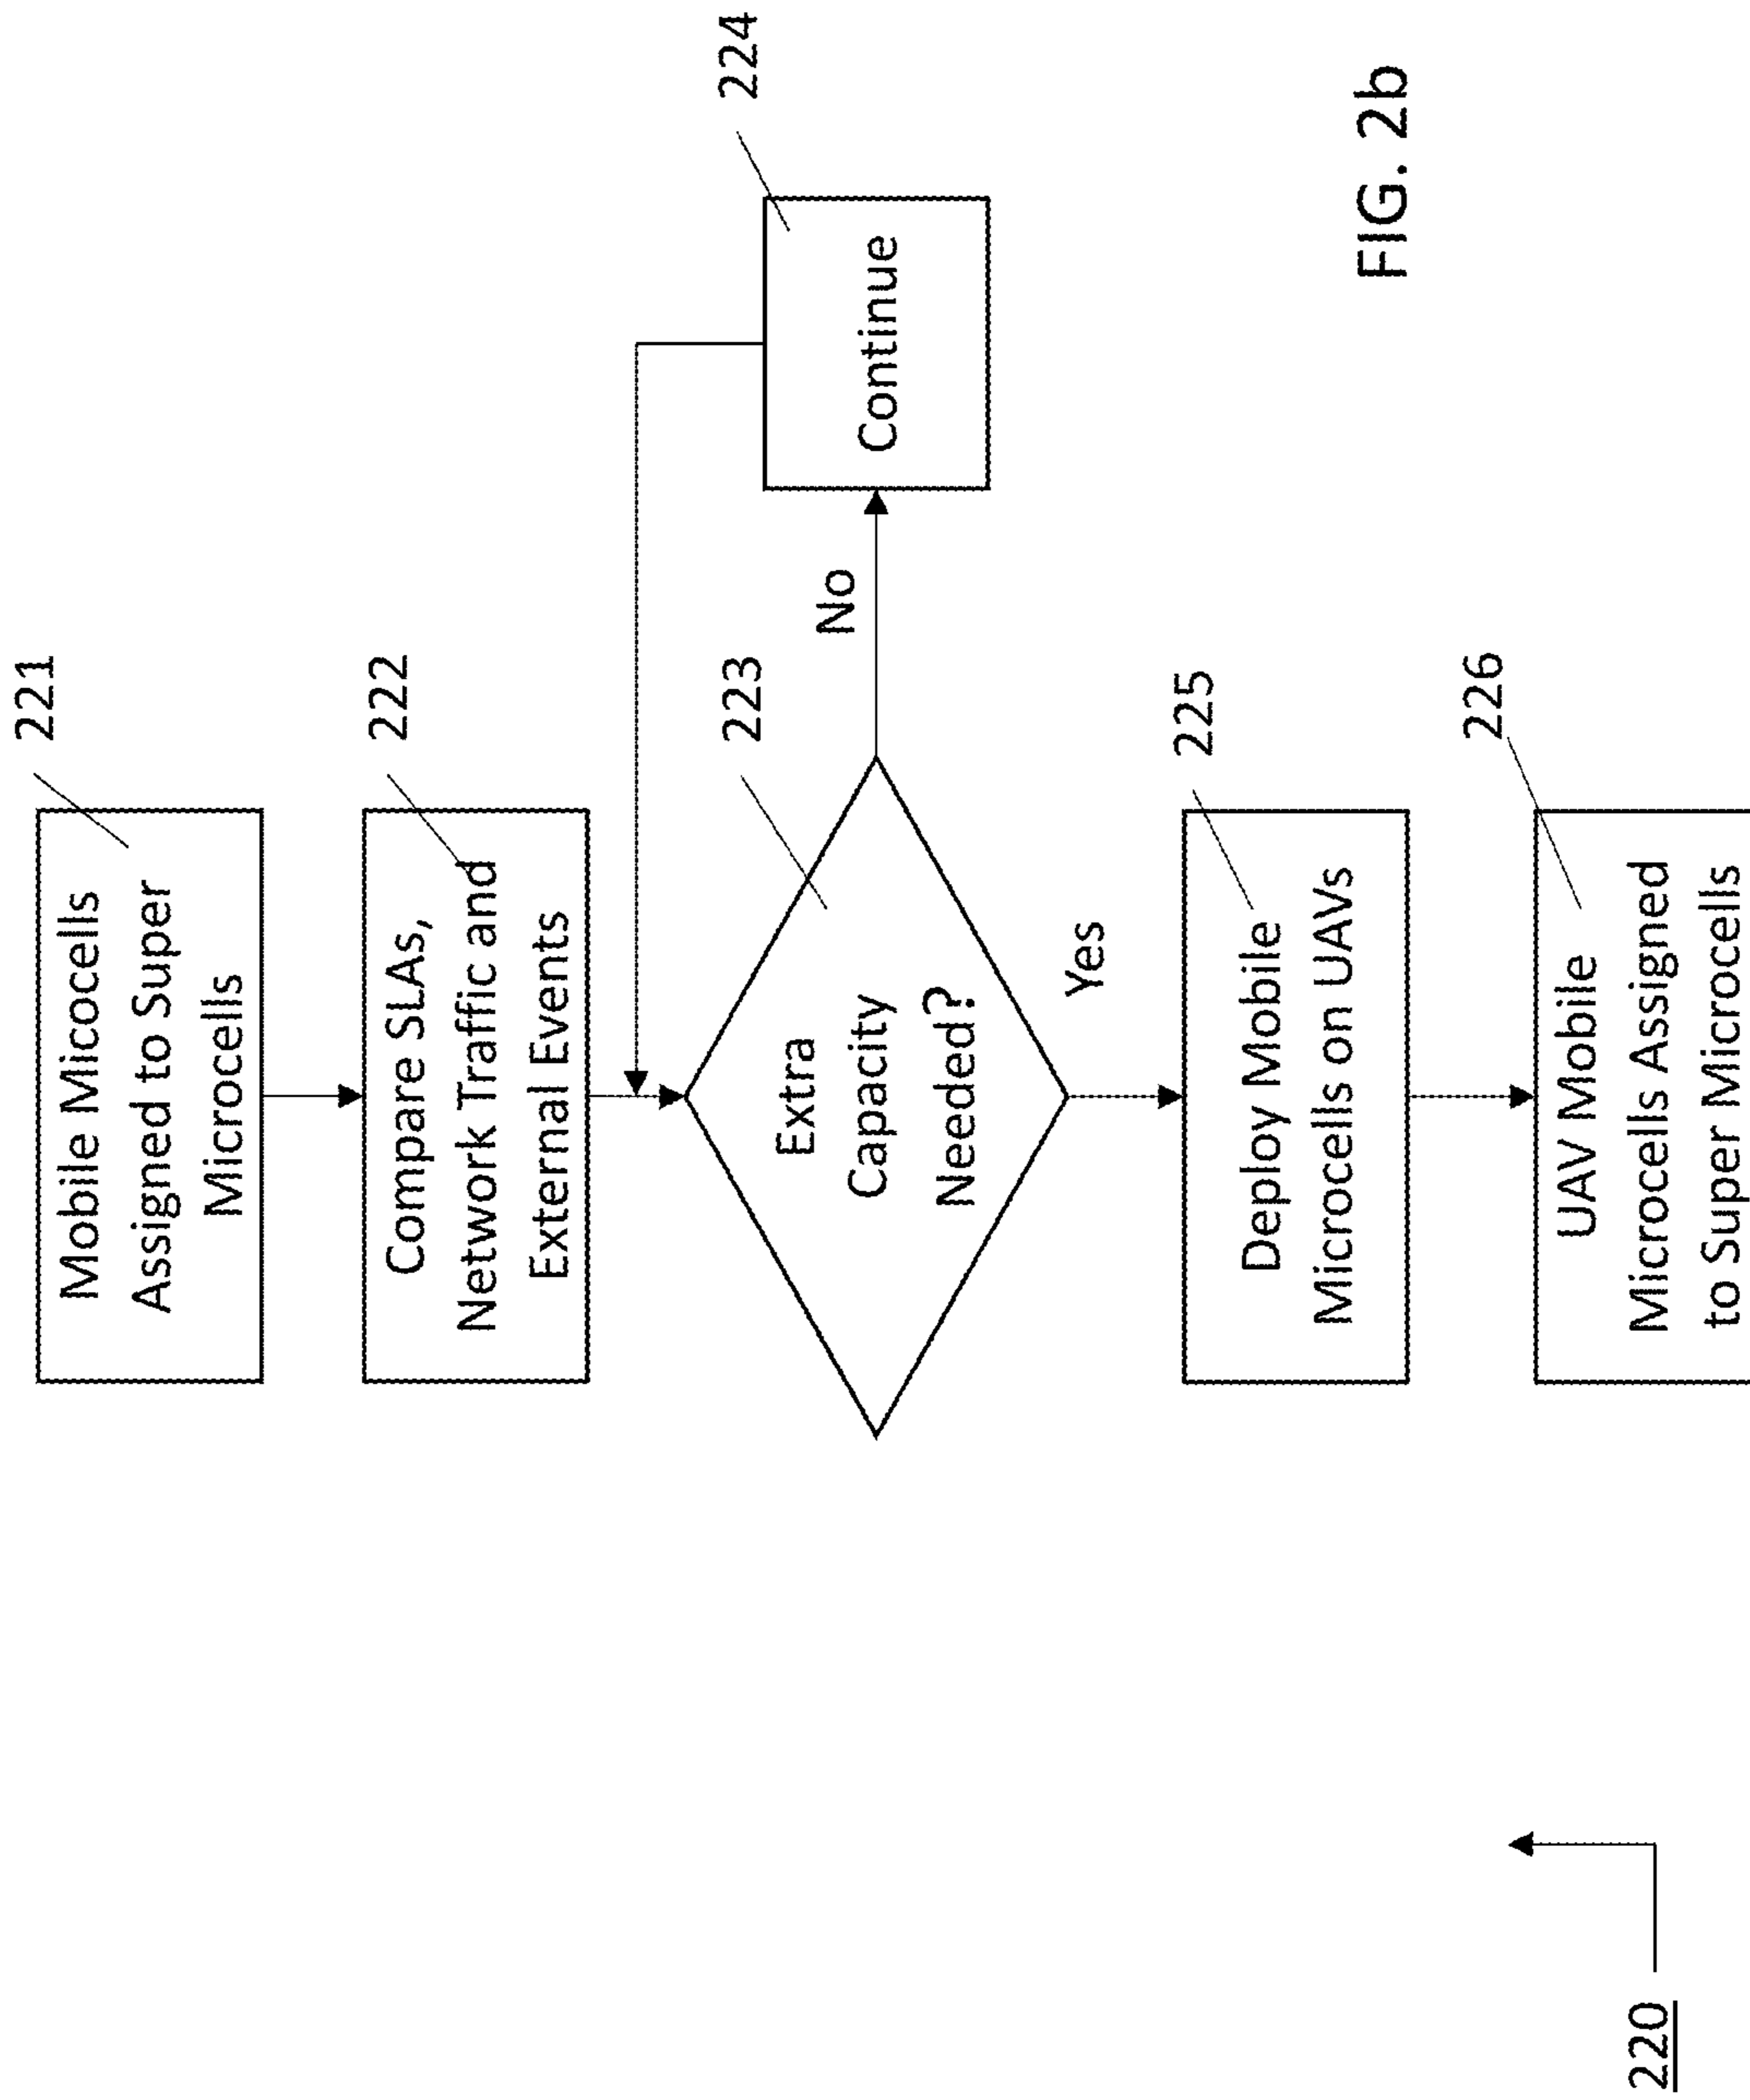 221
Mobile Micocells
Assigned to Super
Microcells
222
Compare SLAs,
Network Traffic and
External Events
223
Extra
Capacity
Needed?
No
224
Continue
Yes
225
Deploy Mobile
Microcells on UAVs
226
UAV Mobile
Microcells Assigned
to Super Microcells
220
FIG. 2b